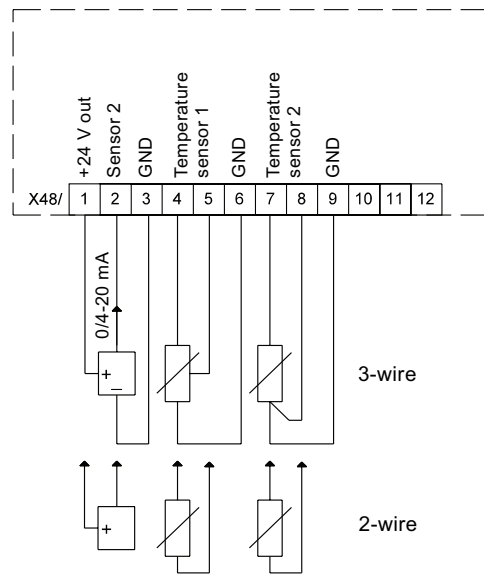 +24 V out
Sensor 2
GND
Temperature
sensor 1
GND
Temperature
sensor 2
GND
X48/ 1 2 3 4 5 6 7 8 9 10 11 12
0/4-20 mA
+
–
3-wire
+
2-wire